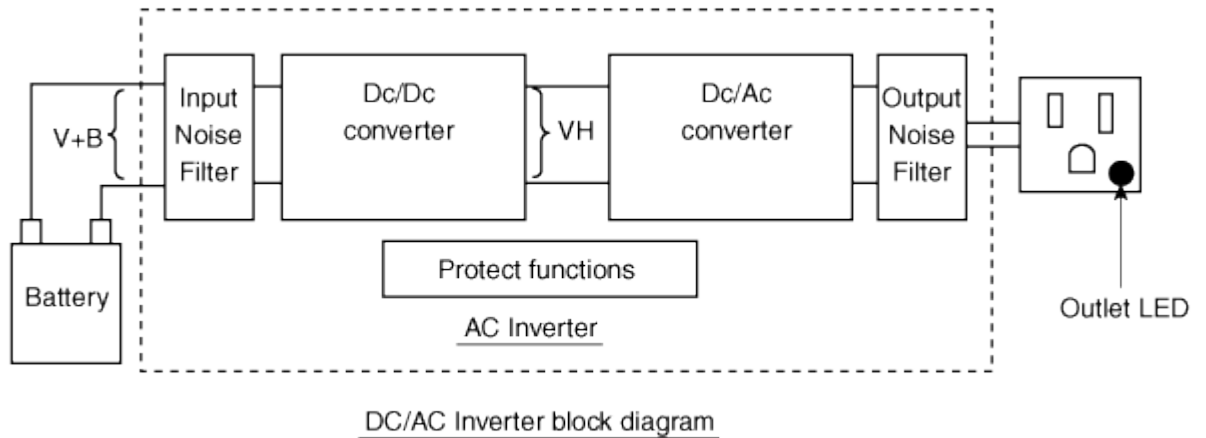 Input
Noise
Filter
Dc/Dc
converter
Dc/Ac
converter
Output
Noise
Filter
V+B
VH
Battery
Protect functions
AC Inverter
Outlet LED
DC/AC Inverter block diagram